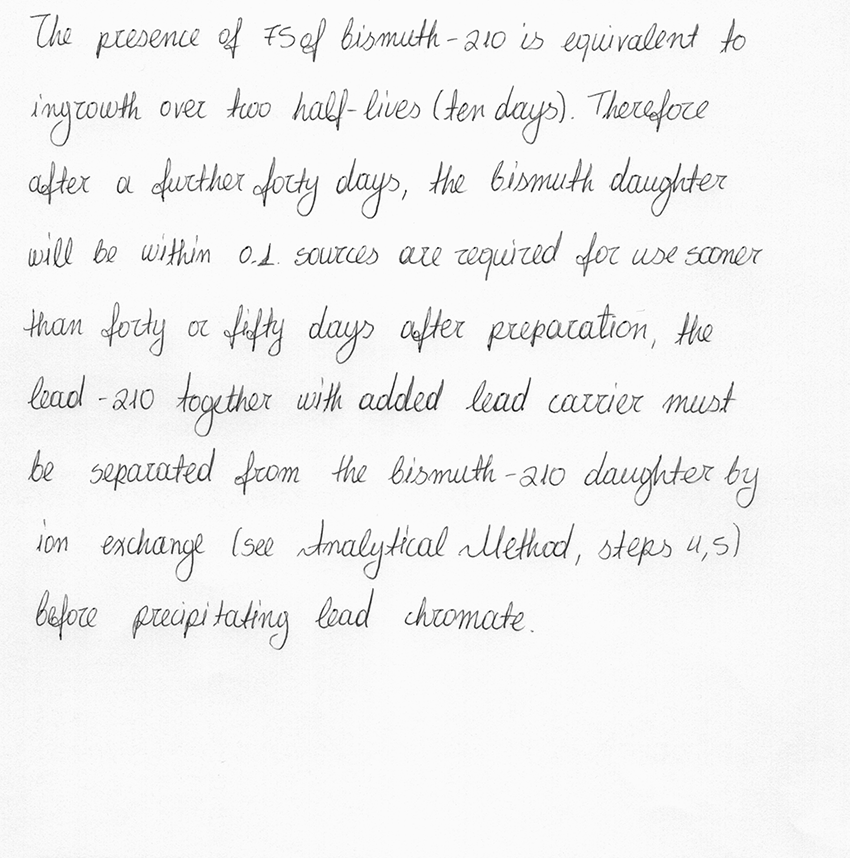 The presence of 75 of bismuth-210 is equivalent to
ingrowth over two half-lives (ten days). Therefore
after a further forty days, the bismuth daughter
will be within 0.1. sources are required for use sooner
than forty or fifty days after preparation, the
lead-210 together with added lead carrier must
be separated from the bismuth-210 daughter by
ion exchange (see Analytical Method, steps 4,5)
before precipitating lead chromate.